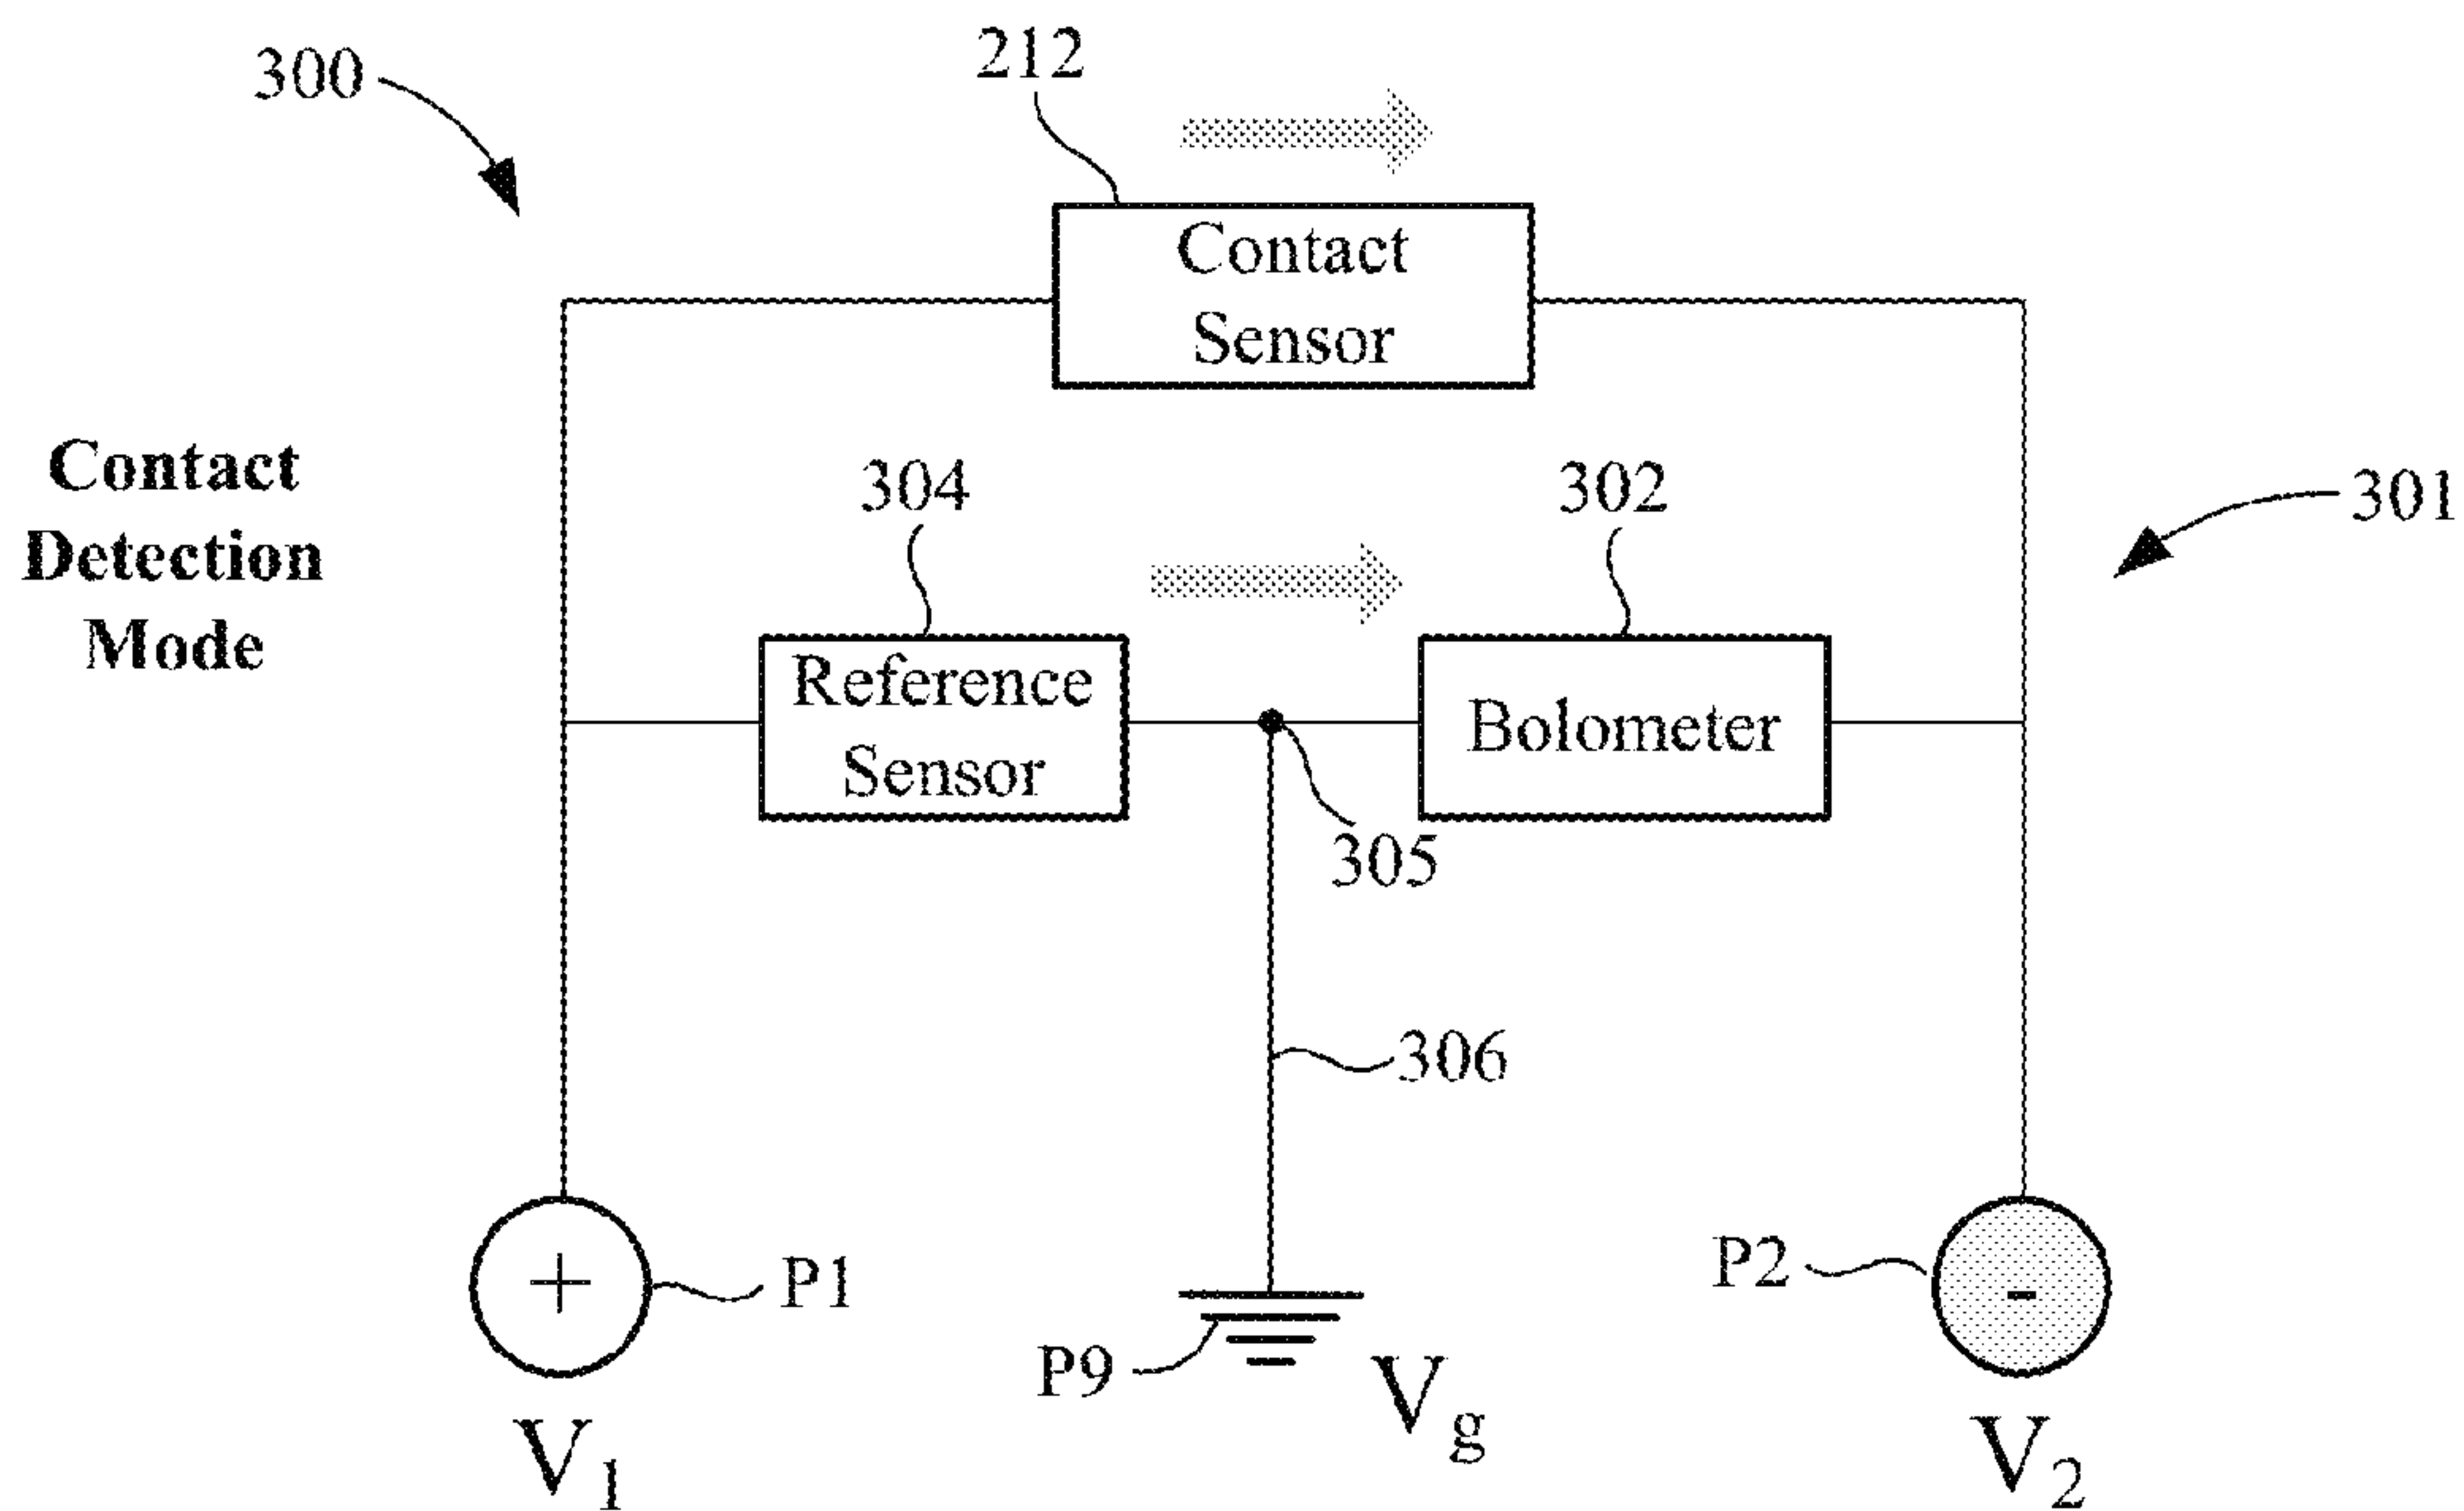 300
212
Contact
Sensor
Contact
Detection
Mode
304
302
301
Reference
Sensor
Bolometer
305
306
+
P1
P2
-
P9
V1
Vg
V2